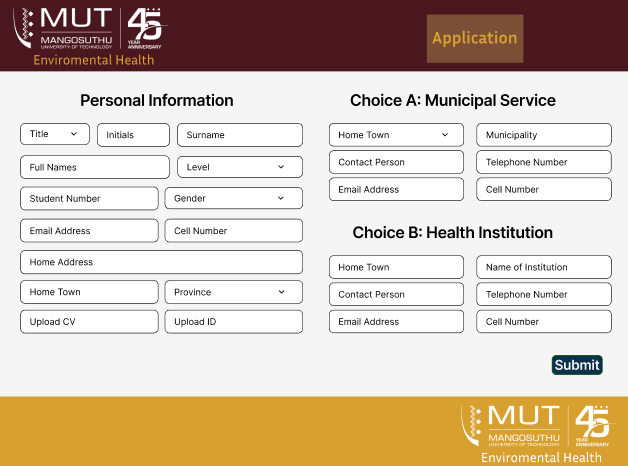 MUT
MANGOSUTHU
UNIVERSITY OF TECHNOLOGY
45
YEAR
ANNIVERSARY
Enviromental Health
Application
Personal Information
Title
Initials
Surname
Full Names
Level
Student Number
Gender
Email Address
Cell Number
Home Address
Home Town
Province
Upload CV
Upload ID
Choice A: Municipal Service
Home Town
Municipality
Contact Person
Telephone Number
Email Address
Cell Number
Choice B: Health Institution
Home Town
Name of Institution
Contact Person
Telephone Number
Email Address
Cell Number
Submit
MUT
MANGOSUTHU
UNIVERSITY OF TECHNOLOGY
45
YEAR
ANNIVERSARY
Enviromental Health